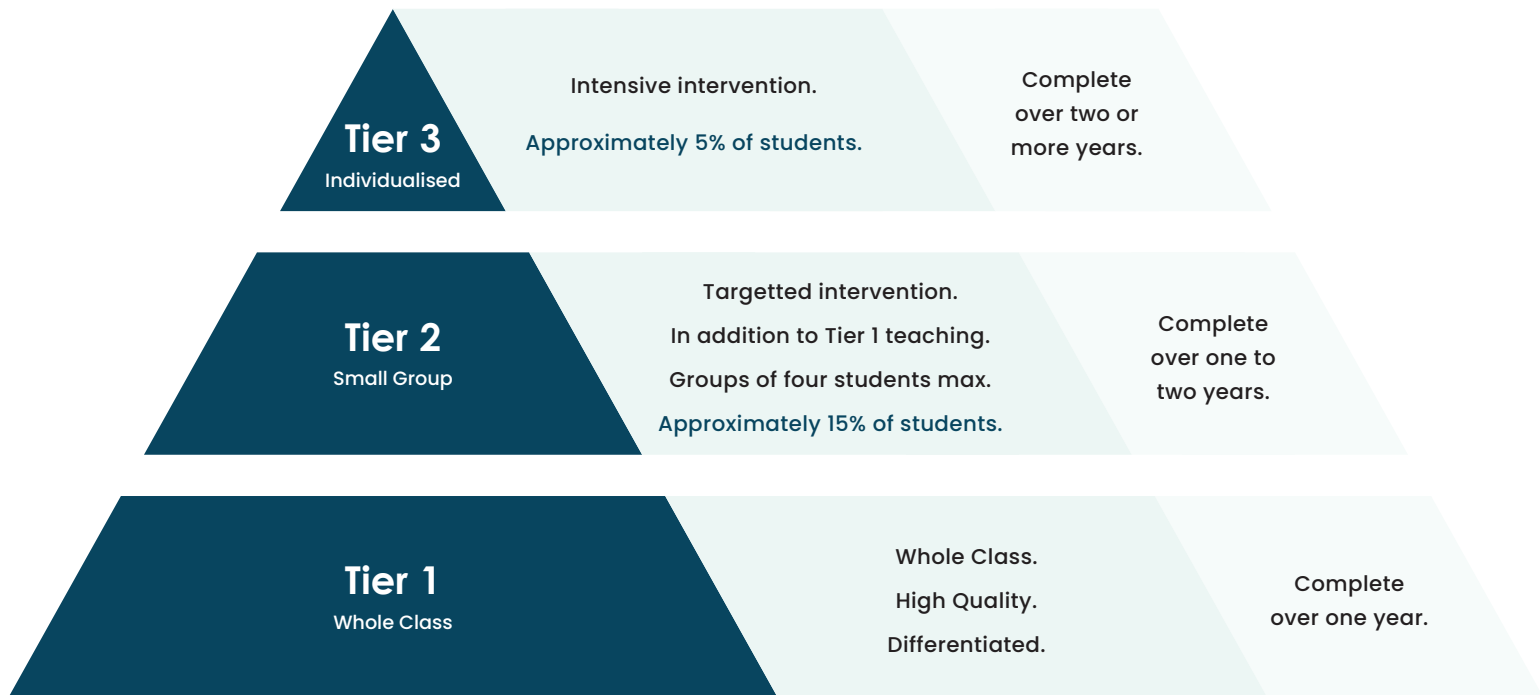 Tier 3
Individualised
Intensive intervention.
Approximately 5% of students.
Complete
over two or
more years.
Tier 2
Small Group
Targetted intervention.
In addition to Tier 1 teaching.
Groups of four students max.
Approximately 15% of students.
Complete
over one to
two years.
Tier 1
Whole Class
Whole Class.
High Quality.
Differentiated.
Complete
over one year.